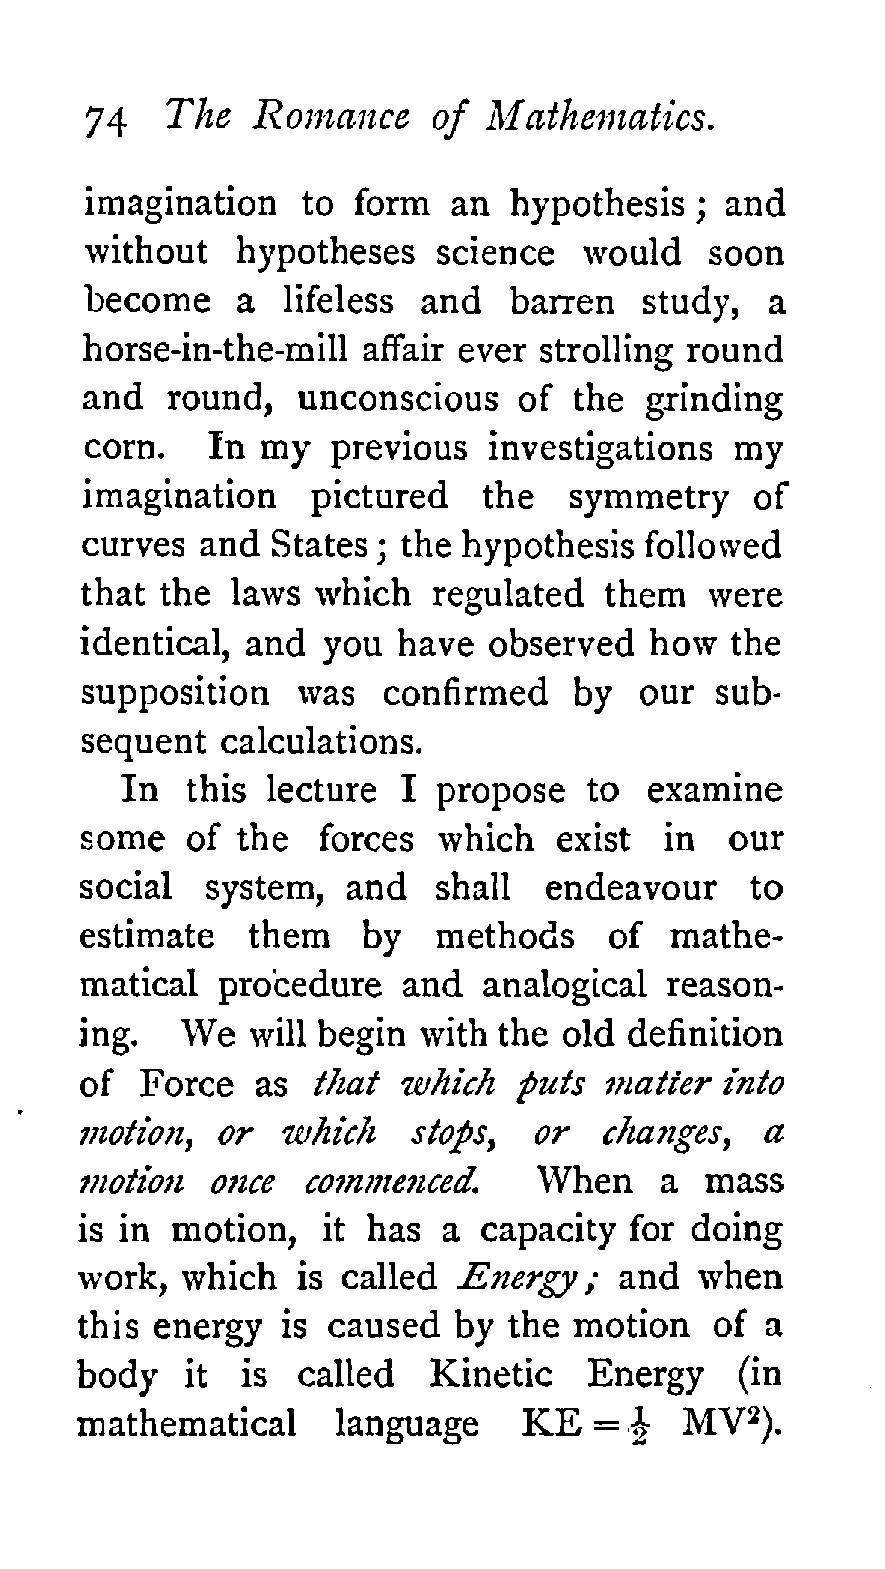 74 The Romance of Mathematics.
imagination to form an hypothesis ; and
without hypotheses science would soon
become a lifeless and barren study, a
horse-in-the-mill affair ever strolling round
and round, unconscious of the grinding
corn. In my previous investigations my
imagination pictured the symmetry of
curves and States ; the hypothesis followed
that the laws which regulated them were
identical, and you have observed how the
supposition was confirmed by our sub-
sequent calculations.
In this lecture I propose to examine
some of the forces which exist in our
social system, and shall endeavour to
estimate them by methods of mathe-
matical procedure and analogical reason-
ing. We will begin with the old definition
of Force as that which puts matter into
motion, or which stops, or changes, a
motion once commenced. When a mass
is in motion, it has a capacity for doing
work, which is called Energy ; and when
this energy is caused by the motion of a
body it is called Kinetic Energy (in
mathematical language KE = ½ MV²).